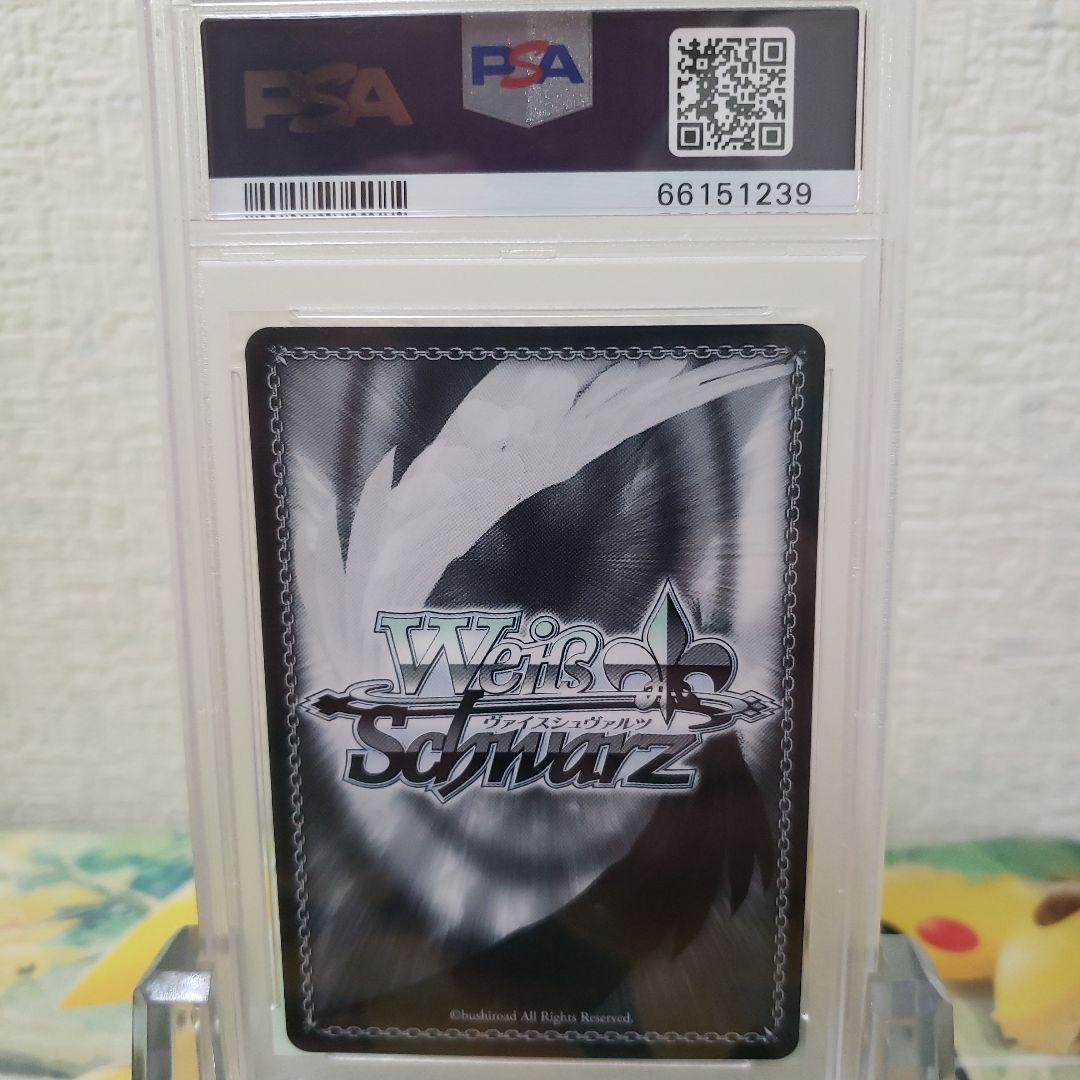 PSA
PSA
66151239
Weiß
ヴァイスシュヴァルツ
Schwarz
©bushiroad All Rights Reserved.